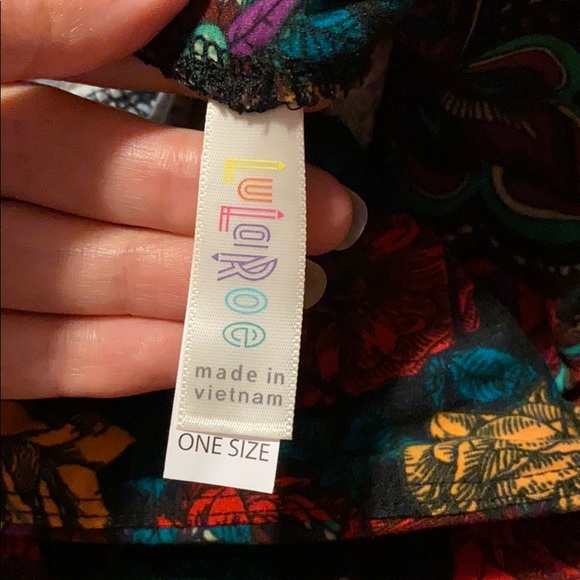 LuLaRoe
made in
vietnam
ONE SIZE